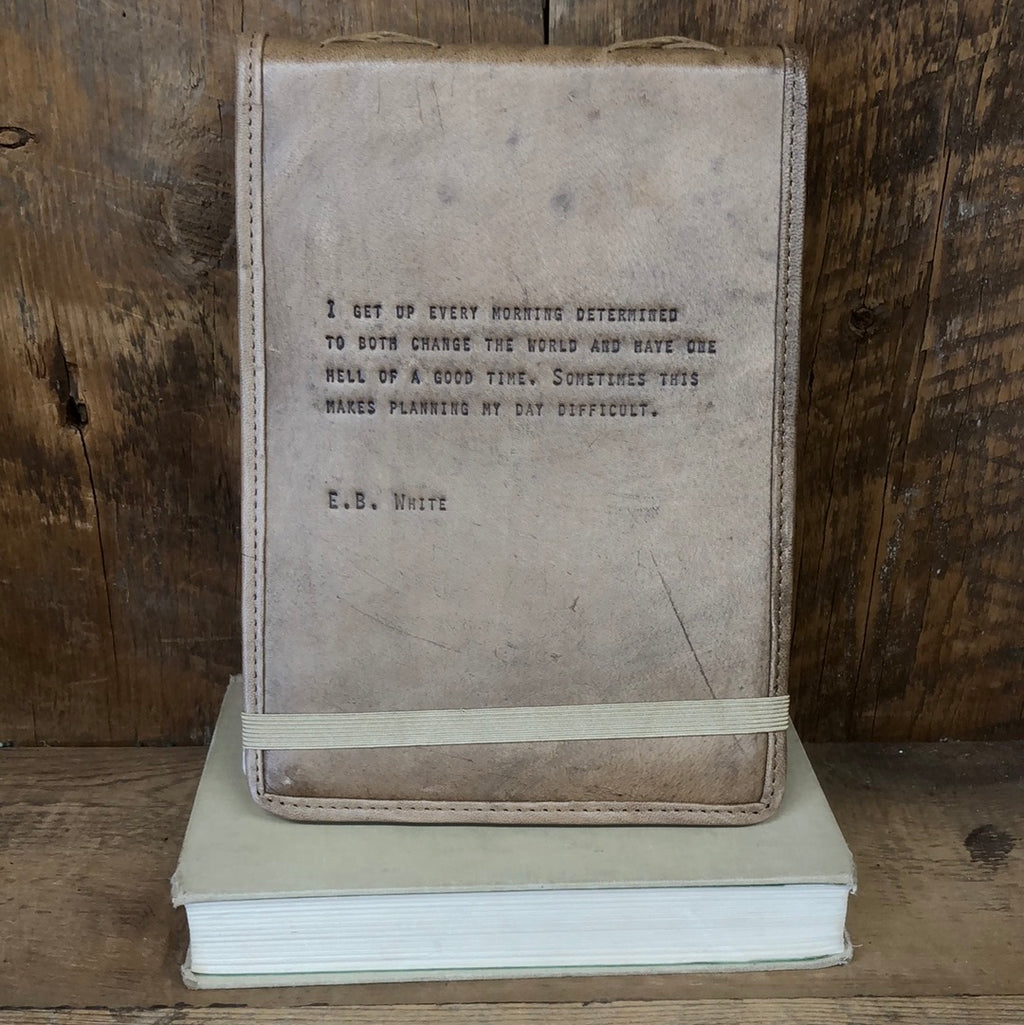 I GET UP EVERY MORNING DETERMINED
TO BOTH CHANGE THE WORLD AND HAVE ONE
HELL OF A GOOD TIME. SOMETIMES THIS
MAKES PLANNING MY DAY DIFFICULT.
E.B. WHITE